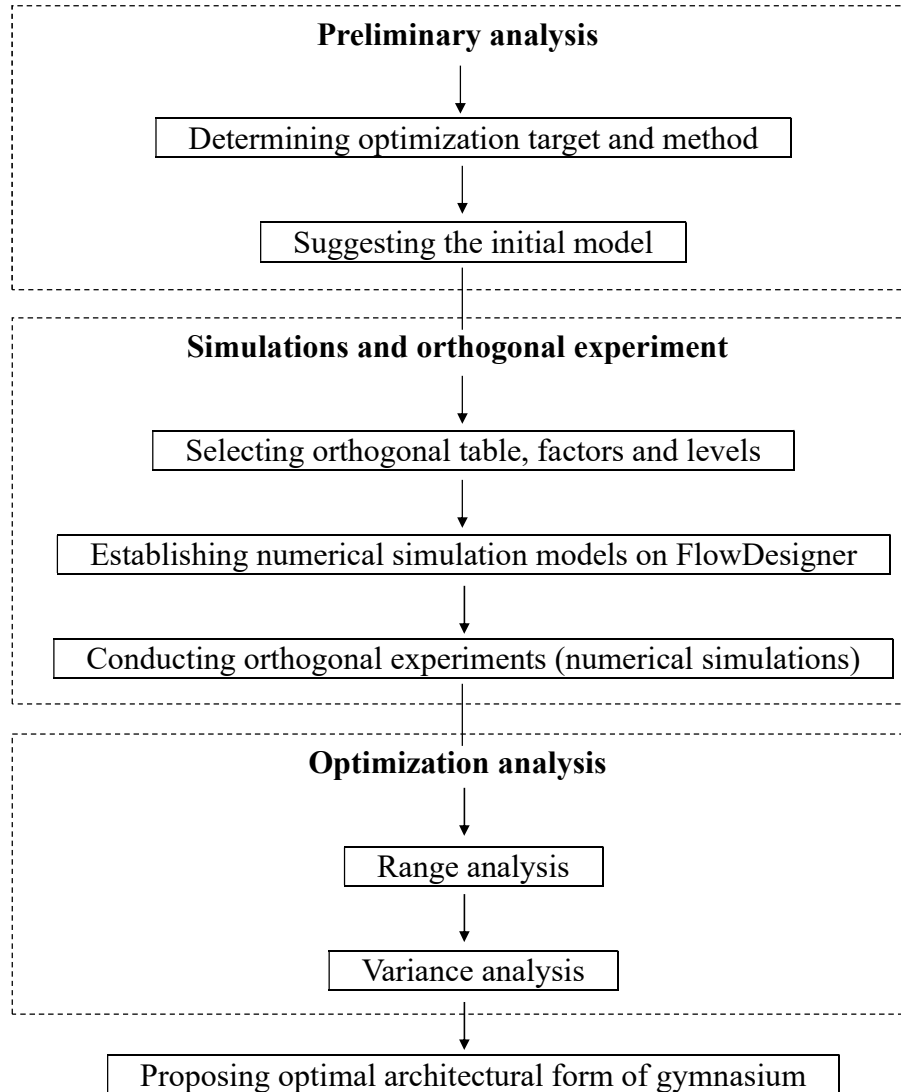 Preliminary analysis
Determining optimization target and method
Suggesting the initial model
Simulations and orthogonal experiment
Selecting orthogonal table, factors and levels
Establishing numerical simulation models on FlowDesigner
Conducting orthogonal experiments (numerical simulations)
Optimization analysis
Range analysis
Variance analysis
Proposing optimal architectural form of gymnasium